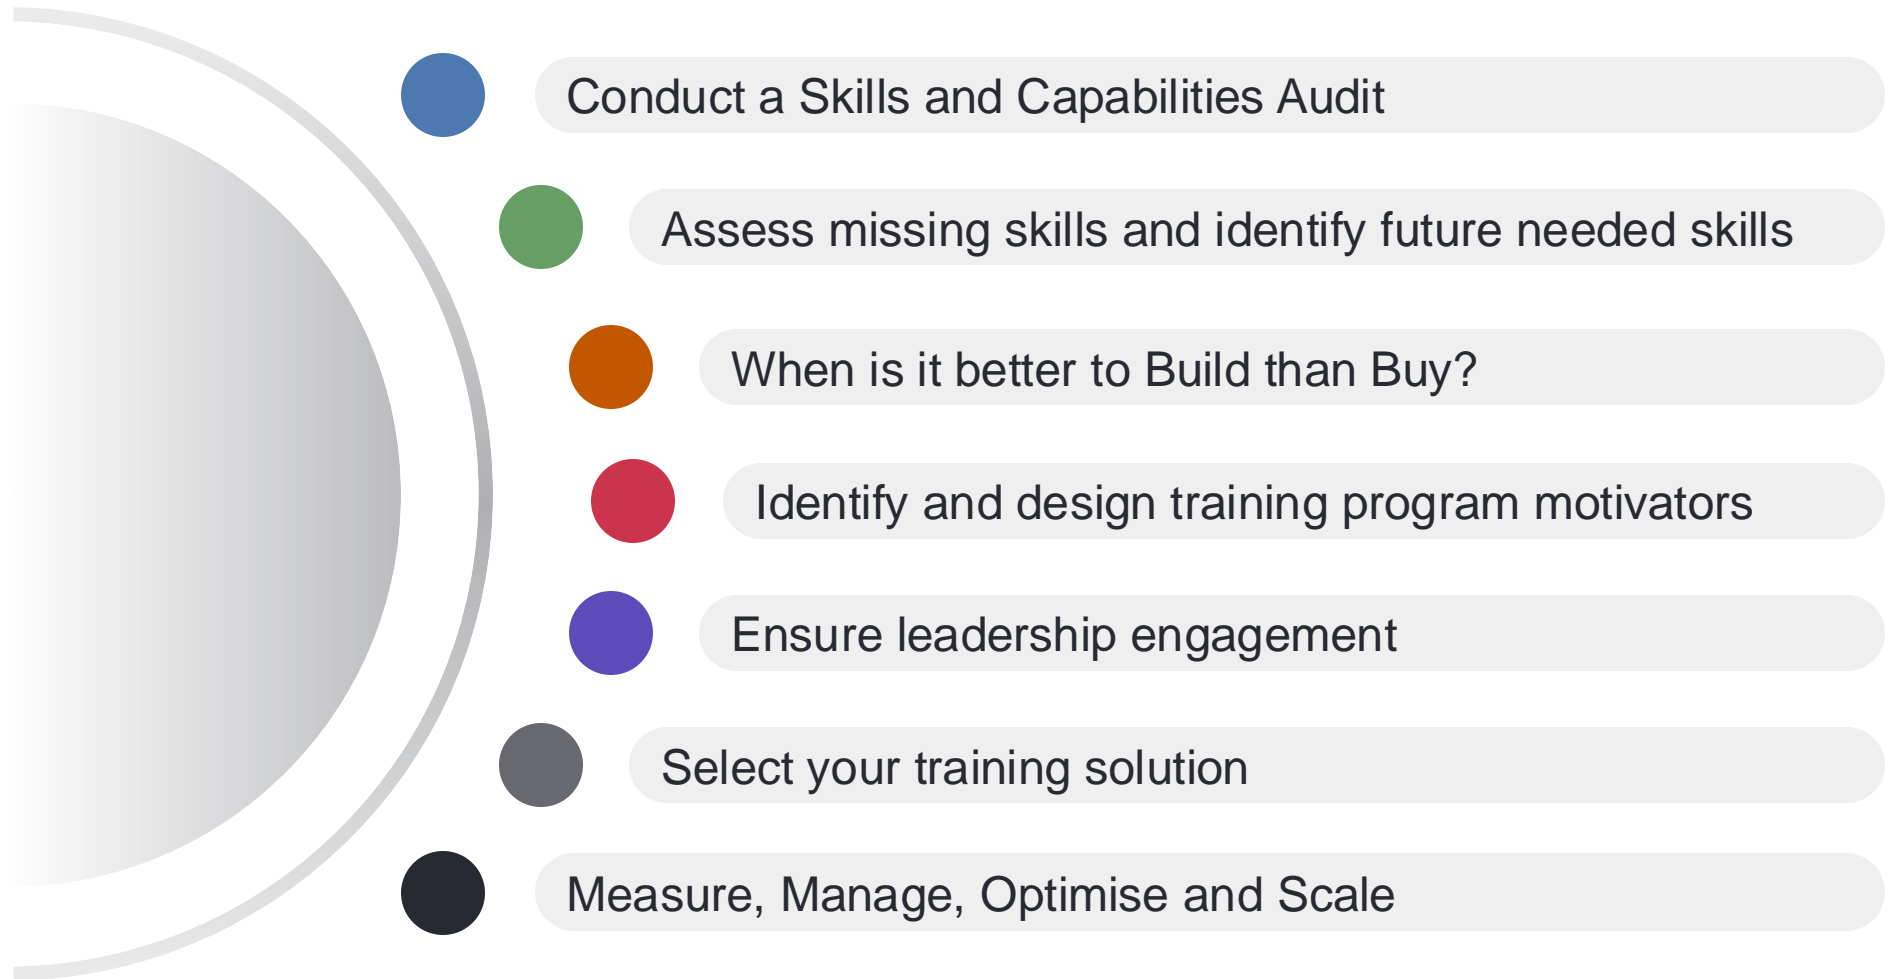 Conduct a Skills and Capabilities Audit
Assess missing skills and identify future needed skills
When is it better to Build than Buy?
Identify and design training program motivators
Ensure leadership engagement
Select your training solution
Measure, Manage, Optimise and Scale